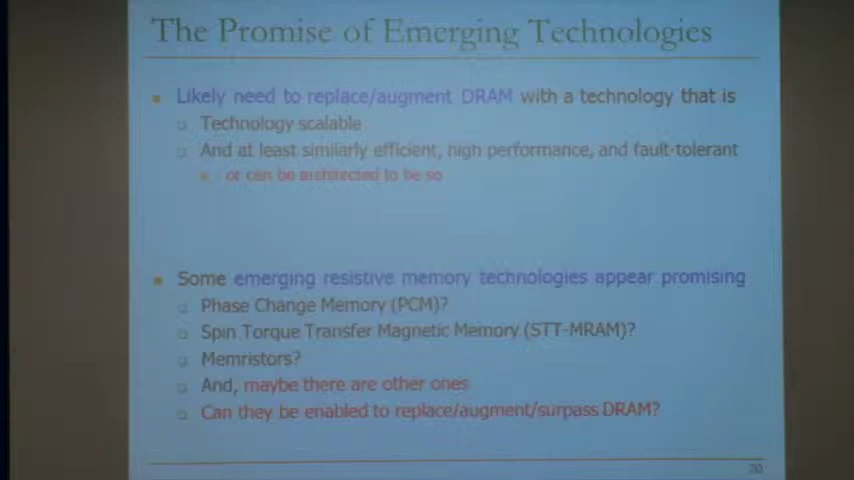 The Promise of Emerging Technologies
Likely need to replace/augment DRAM with a technology that is
Technology scalable
And at least similarly efficient, high performance, and fault-tolerant
or can be architected to be so
Some emerging resistive memory technologies appear promising
Phase Change Memory (PCM)?
Spin Torque Transfer Magnetic Memory (STT-MRAM)?
Memristors?
And, maybe there are other ones
Can they be enabled to replace/augment/surpass DRAM?
20